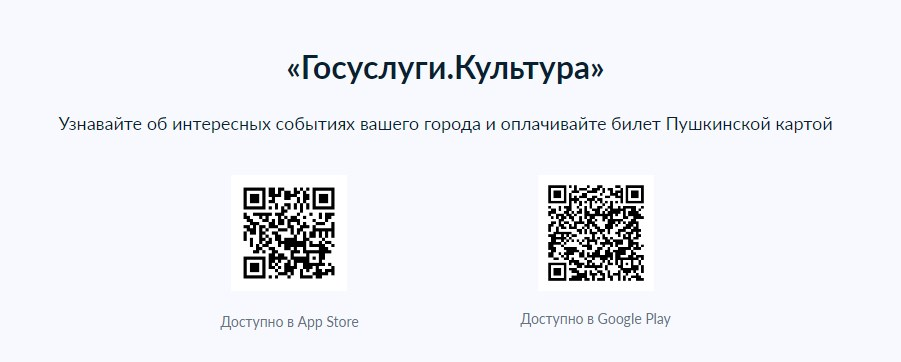 «Госуслуги.Культура»
Узнавайте об интересных событиях вашего города и оплачивайте билет Пушкинской картой
Доступно в App Store
Доступно в Google Play